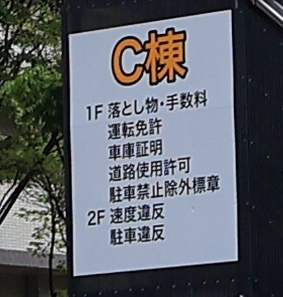 C棟
1F 落とし物・手数料
運転免許
車庫証明
道路使用許可
駐車禁止除外標章
2F 速度違反
駐車違反